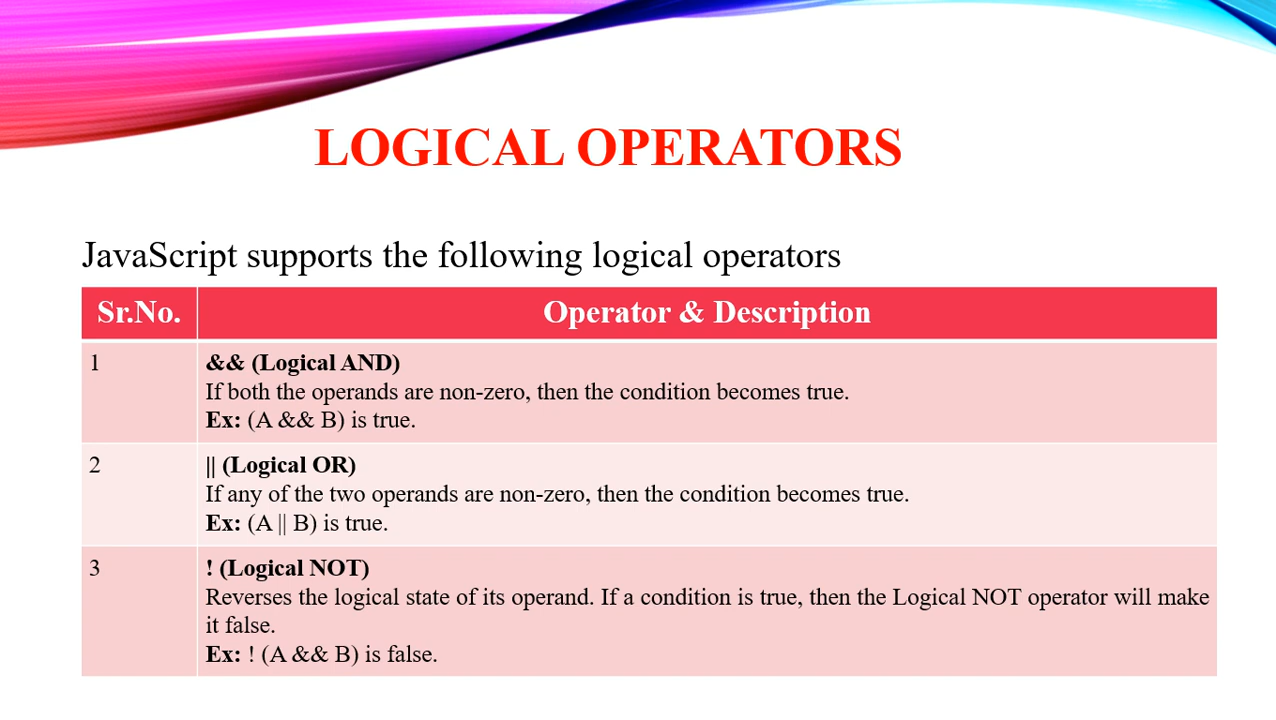 LOGICAL OPERATORS
JavaScript supports the following logical operators
Sr.No. Operator & Description
1 && (Logical AND)
If both the operands are non-zero, then the condition becomes true.
Ex: (A && B) is true.
2 || (Logical OR)
If any of the two operands are non-zero, then the condition becomes true.
Ex: (A || B) is true.
3 ! (Logical NOT)
Reverses the logical state of its operand. If a condition is true, then the Logical NOT operator will make
it false.
Ex: ! (A && B) is false.